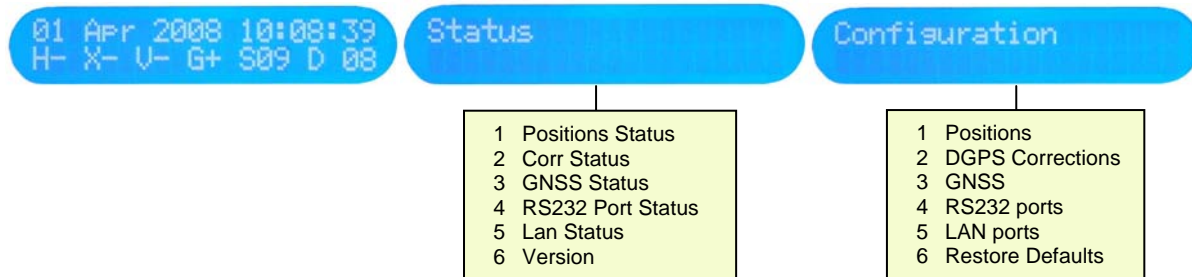 01 Apr 2008 10:08:39
H- X- V- G+ S09 D 08
Status
1 Positions Status
2 Corr Status
3 GNSS Status
4 RS232 Port Status
5 Lan Status
6 Version
Configuration
1 Positions
2 DGPS Corrections
3 GNSS
4 RS232 ports
5 LAN ports
6 Restore Defaults